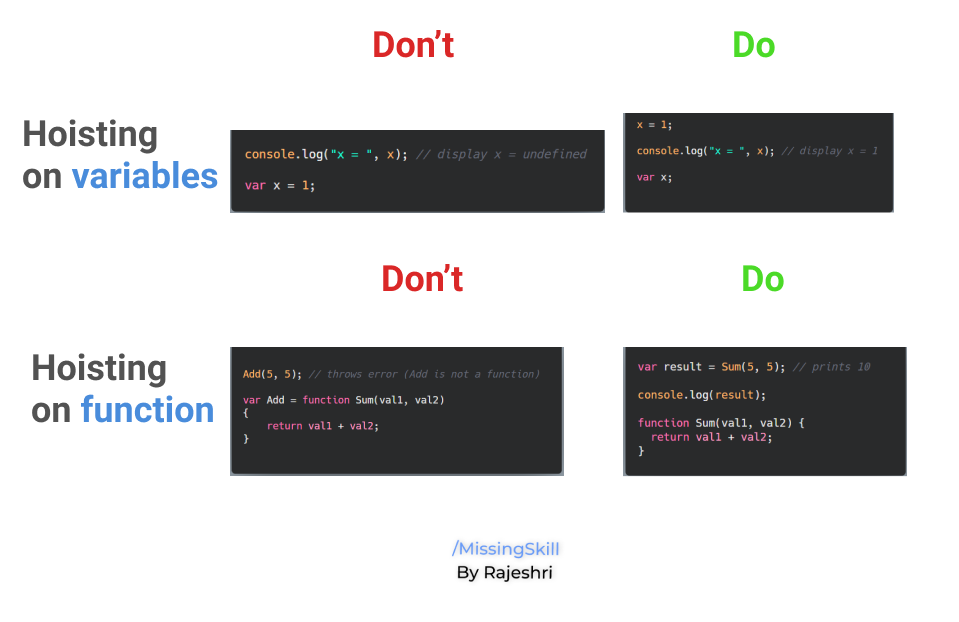 Don’t
Do
Hoisting
on variables
console.log("x = ", x); // display x = undefined
var x = 1;
x = 1;
console.log("x = ", x); // display x = 1
var x;
Don’t
Do
Hoisting
on function
Add(5, 5); // throws error (Add is not a function)
var Add = function Sum(val1, val2)
{
return val1 + val2;
}
var result = Sum(5, 5); // prints 10
console.log(result);
function Sum(val1, val2) {
return val1 + val2;
}
/MissingSkill
By Rajeshri